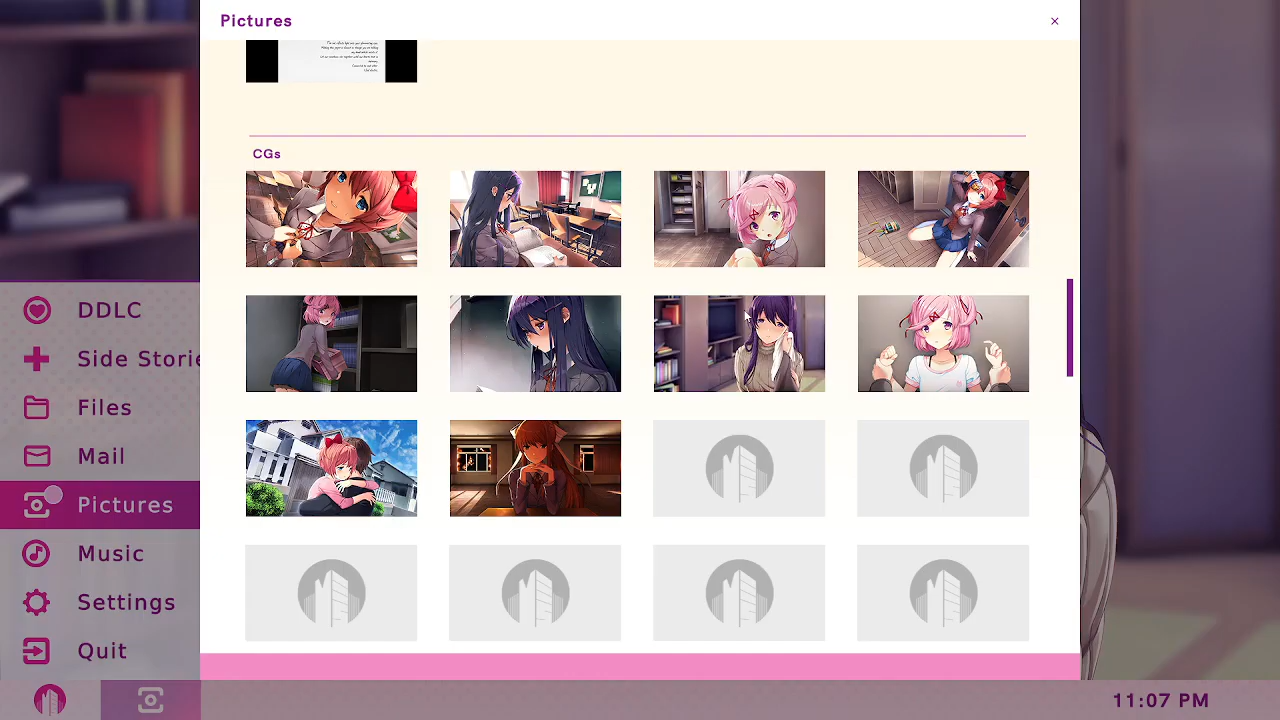 Pictures
CGs
DDLC
Side Storie
Files
Mail
Pictures
Music
Settings
Quit
11:07 PM